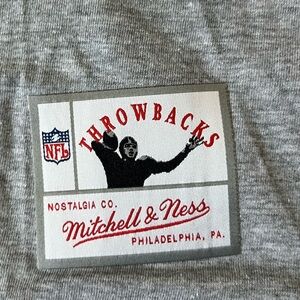 THROWBACKS
NFL
NOSTALGIA CO.
Mitchell & Ness
PHILADELPHIA, PA.